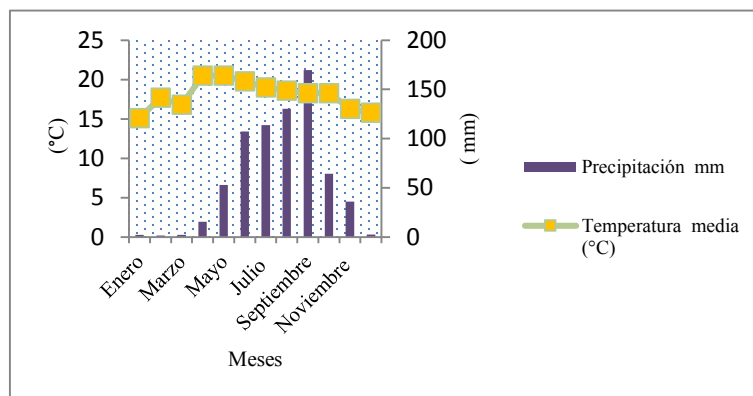 25
20
15
10
5
0
(°C)
200
150
100
50
0
( mm)
Enero
Marzo
Mayo
Julio
Septiembre
Noviembre
Meses
Precipitación mm
Temperatura media
(°C)